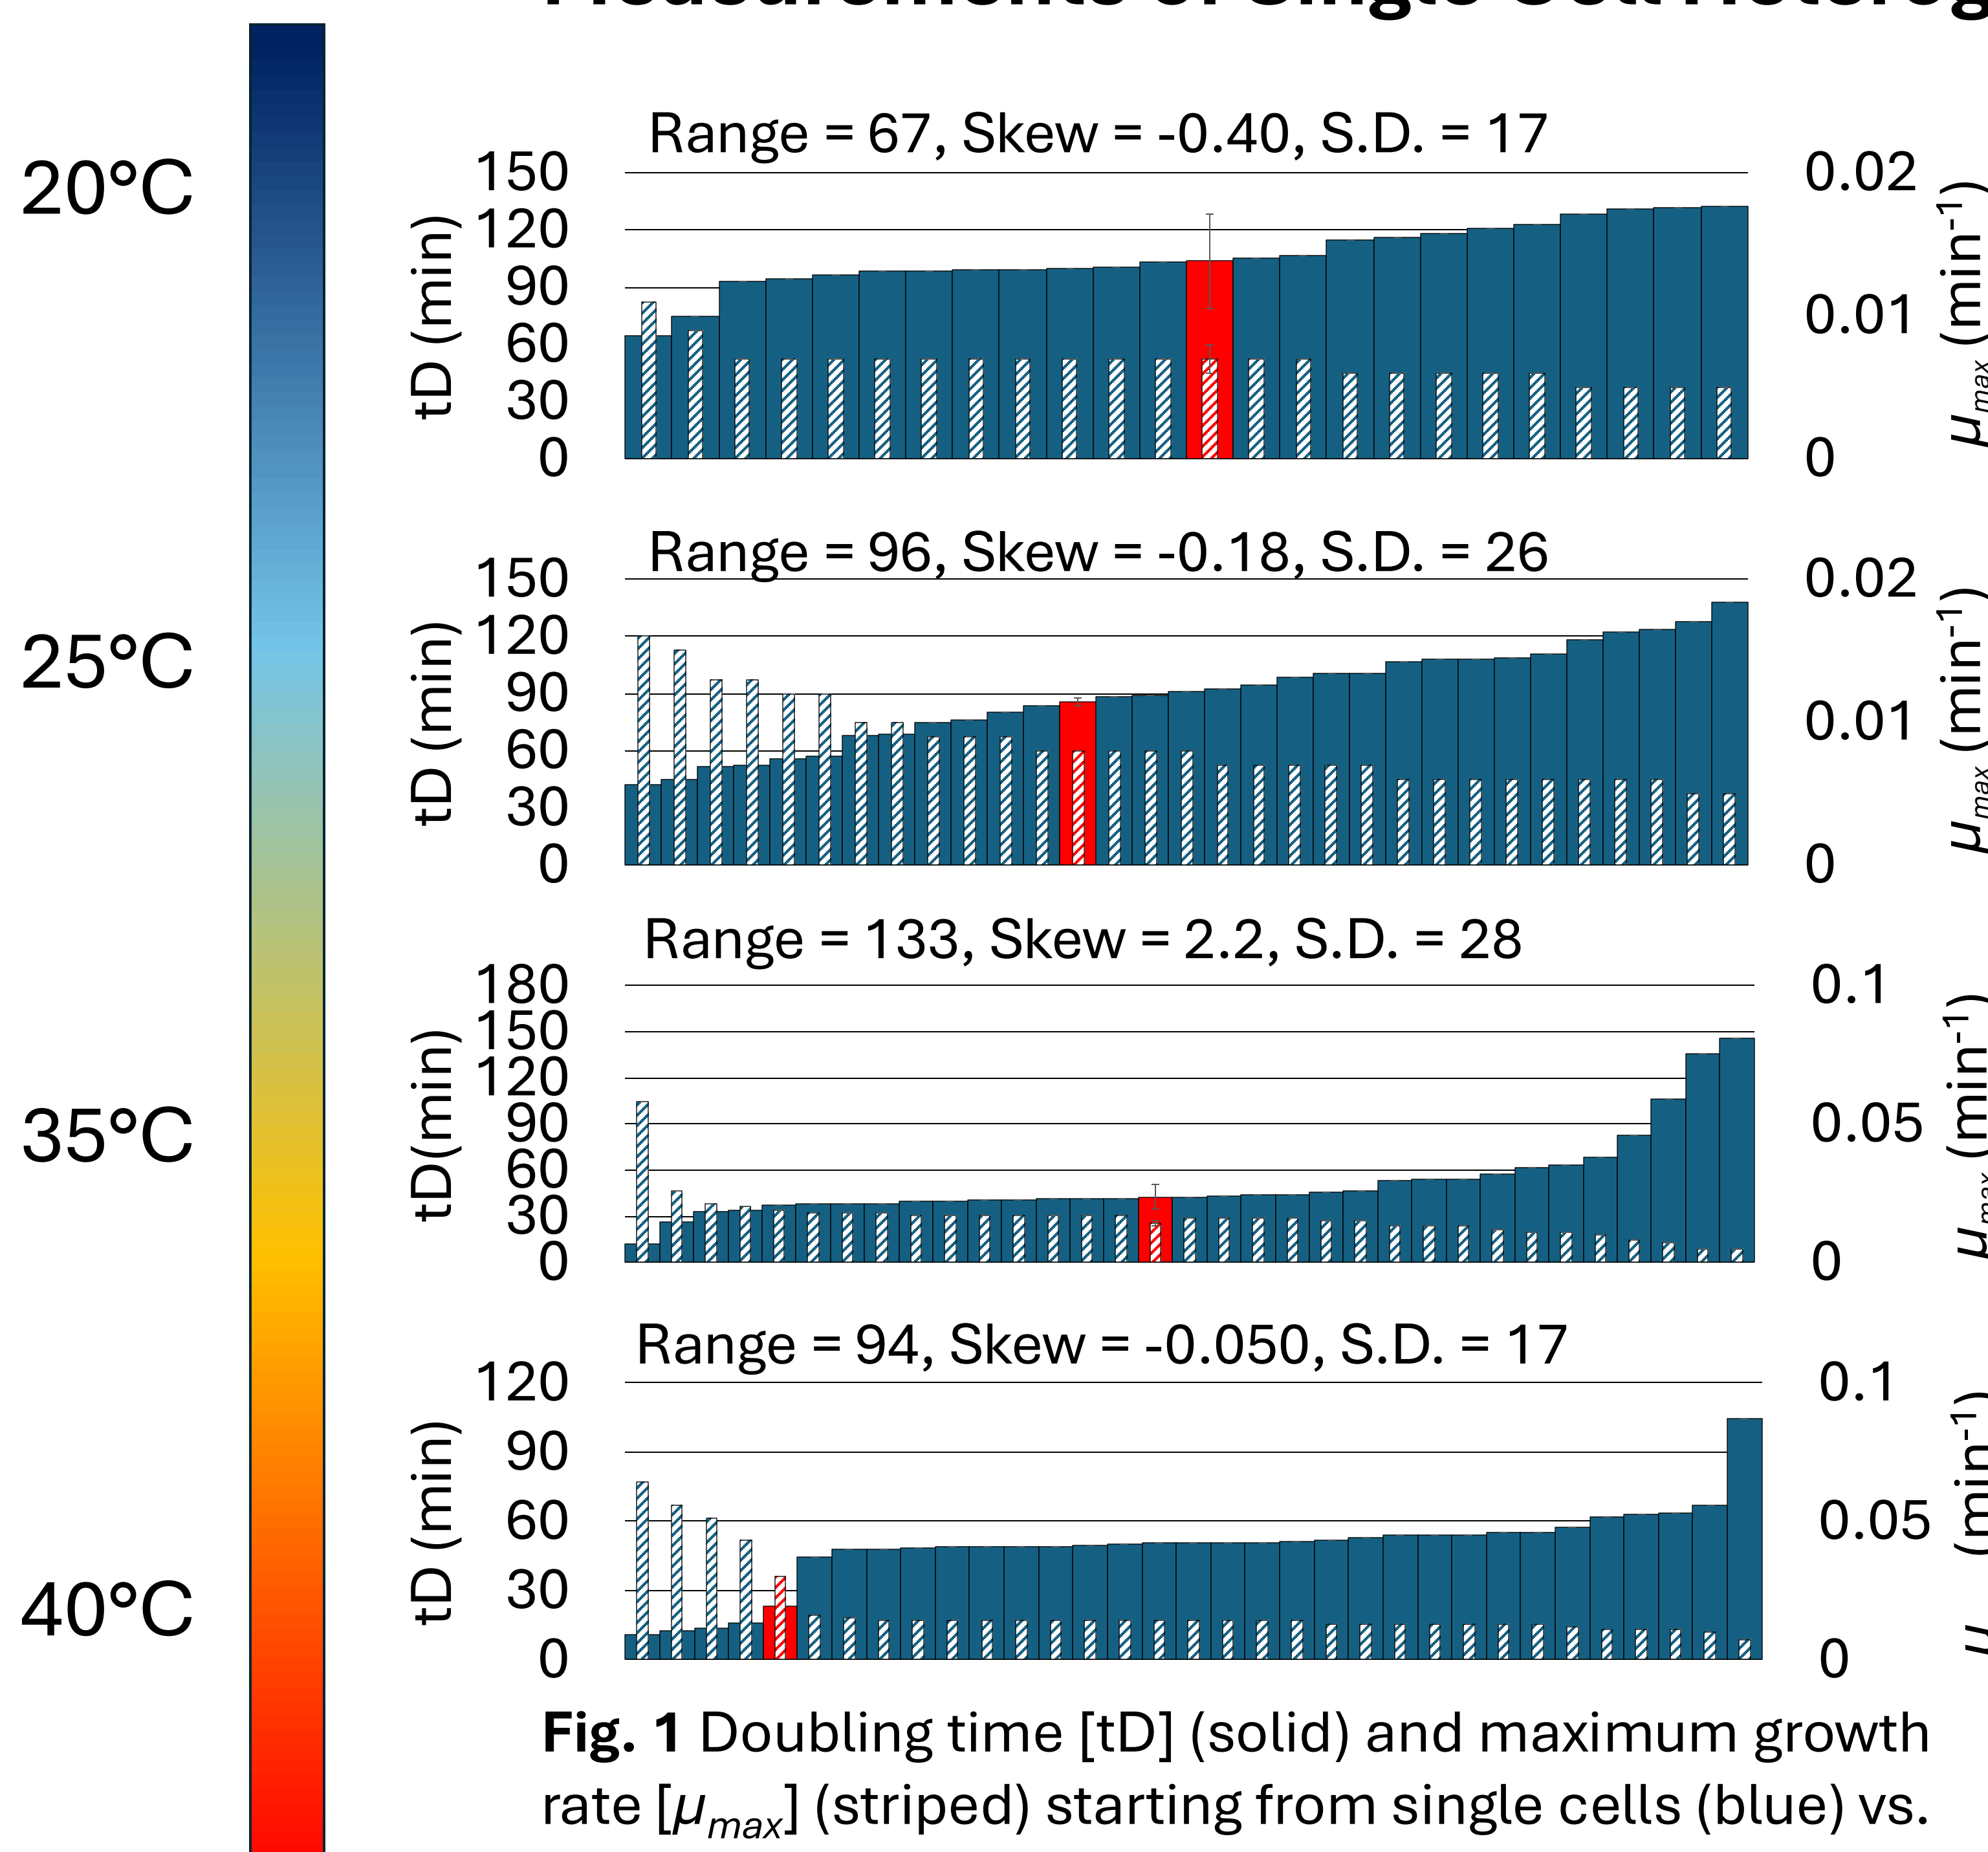 Range = 67, Skew = -0.40, S.D. = 17
20°C
tD (min)
150
120
90
60
30
0
0.02
0.01
0
μmax (min-1)
Range = 96, Skew = -0.18, S.D. = 26
25°C
tD (min)
150
120
90
60
30
0
0.02
0.01
0
μmax (min-1)
Range = 133, Skew = 2.2, S.D. = 28
35°C
tD(min)
180
150
120
90
60
30
0
0.1
0.05
0
μmax (min-1)
Range = 94, Skew = -0.050, S.D. = 17
40°C
tD (min)
120
90
60
30
0
0.1
0.05
0
(min-1)
Fig. 1 Doubling time [tD] (solid) and maximum growth
rate [μmax] (striped) starting from single cells (blue) vs.